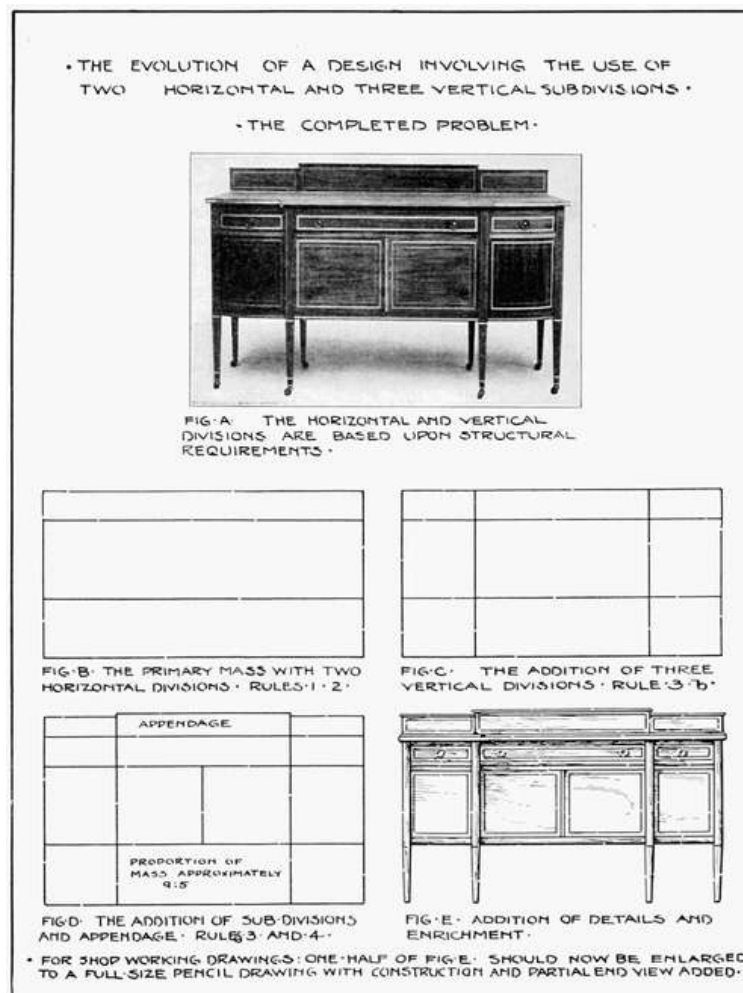 • THE EVOLUTION OF A DESIGN INVOLVING THE USE OF
TWO HORIZONTAL AND THREE VERTICAL SUBDIVISIONS •
• THE COMPLETED PROBLEM •
FIG • A • THE HORIZONTAL AND VERTICAL
DIVISIONS ARE BASED UPON STRUCTURAL
REQUIREMENTS •
FIG • B • THE PRIMARY MASS WITH TWO
HORIZONTAL DIVISIONS • RULES • 1 • 2 •
FIG • C • THE ADDITION OF THREE
VERTICAL DIVISIONS • RULE • 3 • b •
APPENDAGE
PROPORTION OF
MASS APPROXIMATELY
9:5
FIG • D • THE ADDITION OF SUB-DIVISIONS
AND APPENDAGE • RULES 3 • AND • 4 •
FIG • E • ADDITION OF DETAILS AND
ENRICHMENT •
• FOR SHOP WORKING DRAWINGS: ONE-HALF OF FIG E • SHOULD NOW BE ENLARGED
TO A FULL-SIZE PENCIL DRAWING WITH CONSTRUCTION AND PARTIAL END VIEW ADDED •